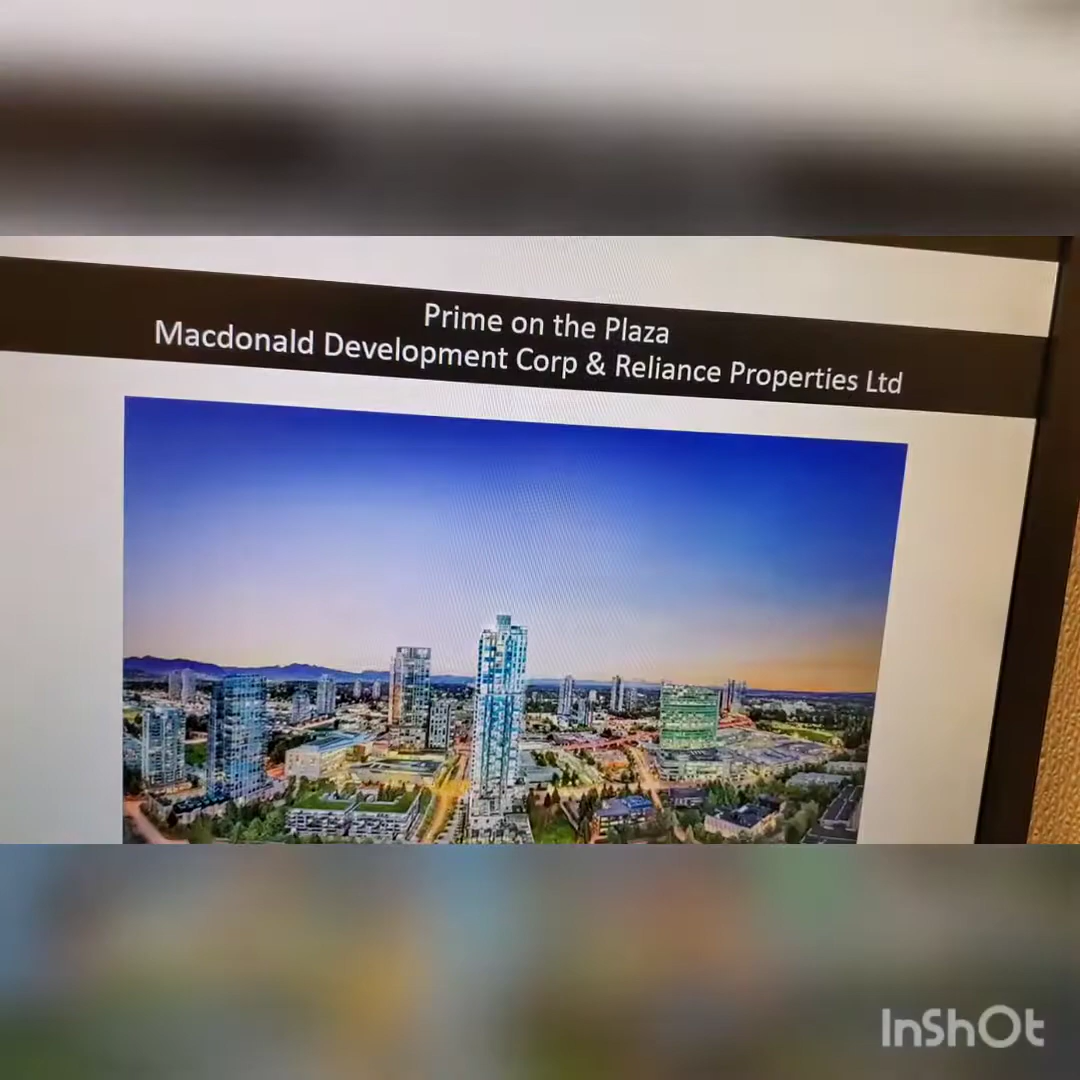 Prime on the Plaza
Macdonald Development Corp & Reliance Properties Ltd
InShOt